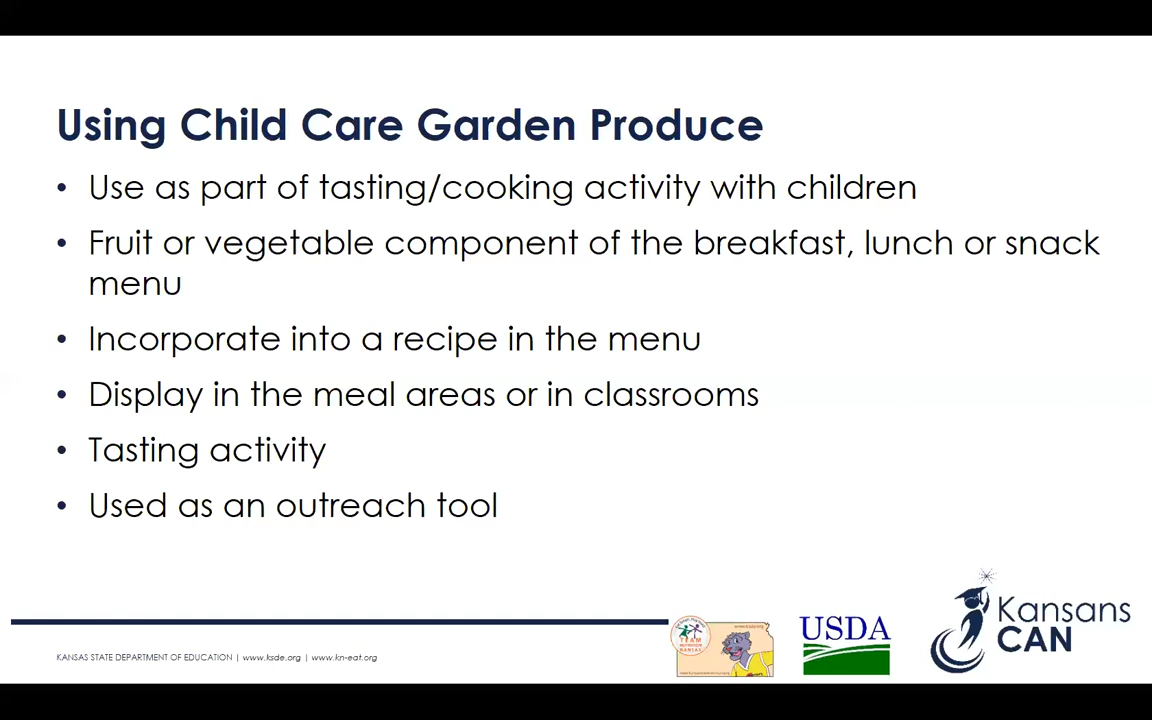 Using Child Care Garden Produce
• Use as part of tasting/cooking activity with children
• Fruit or vegetable component of the breakfast, lunch or snack
menu
• Incorporate into a recipe in the menu
• Display in the meal areas or in classrooms
• Tasting activity
• Used as an outreach tool
KANSAS STATE DEPARTMENT OF EDUCATION | www.ksde.org | www.kn-eat.org
TEAM
NUTRITION
KANSAS
USDA
Kansans
CAN